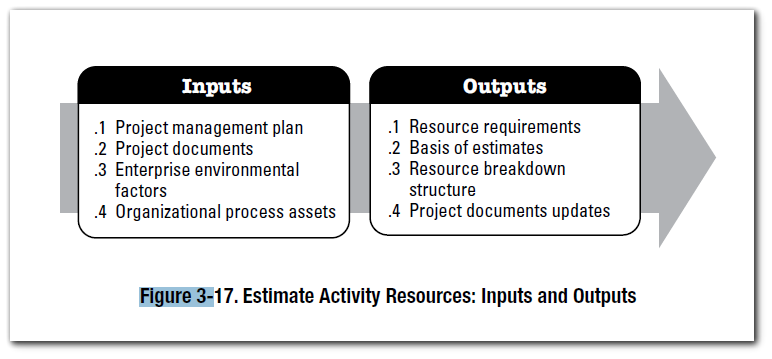 Inputs
.1 Project management plan
.2 Project documents
.3 Enterprise environmental
factors
.4 Organizational process assets
Outputs
.1 Resource requirements
.2 Basis of estimates
.3 Resource breakdown
structure
.4 Project documents updates
Figure 3-17. Estimate Activity Resources: Inputs and Outputs